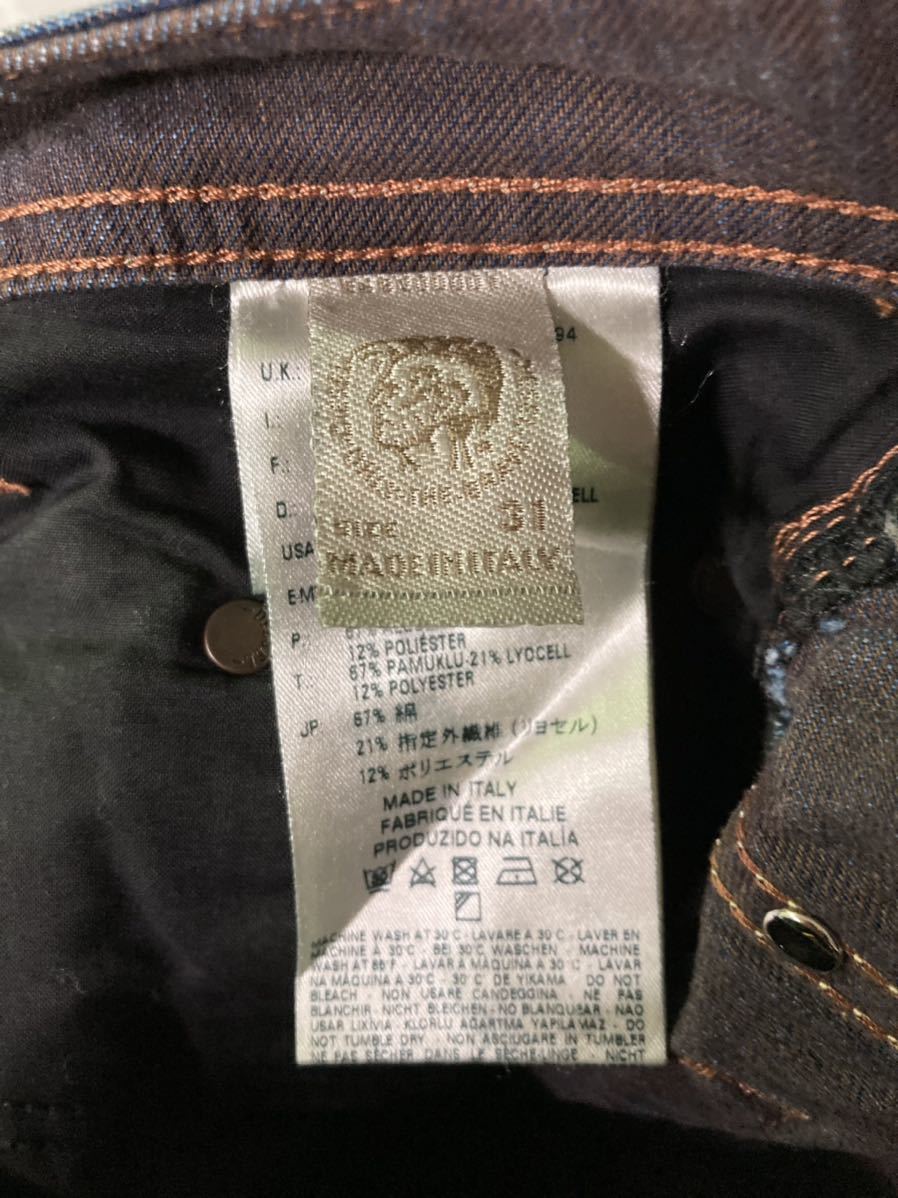 94
U.K.:
I.:
F.:
D.:
ELL
USA
SIZE 31
MADE IN ITALY
P.:
12% POLIÉSTER
T.: 67% PAMUKLU-21% LYOCELL
12% POLYESTER
JP 67% 綿
21% 指定外繊維 (リヨセル)
12% ポリエステル
MADE IN ITALY
FABRIQUÉ EN ITALIE
PRODUZIDO NA ITALÍA
MACHINE WASH AT 30°C - LAVARE A 30°C - LAVER EN
MACHINE A 30°C - BEI 30°C WASCHEN - MACHINE
WASH AT 86°F - LAVAR A MÁQUINA A 30°C - LAVAR
NA MÁQUINA A 30°C - 30°C DE YIKAMA - DO NOT
BLEACH - NON USARE CANDEGGINA - NE PAS
BLANCHIR - NICHT BLEICHEN - NO BLANQUEAR - NAO
USAR LIXIVIA - KLORLU AGARTMA YAPILAMAZ - DO
NOT TUMBLE DRY - NON ASCIUGARE IN TUMBLER
NE PAS SÉCHER DANS LE SÈCHE-LINGE - NICHT